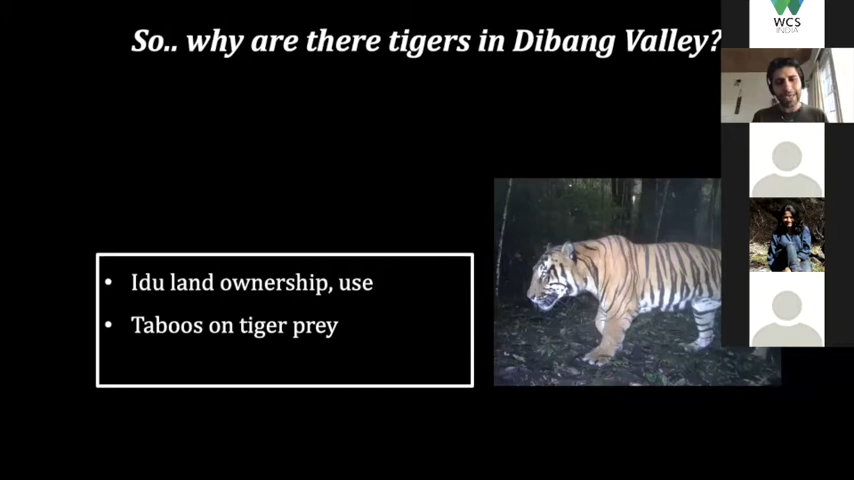 So.. why are there tigers in Dibang Valley?
WCS
INDIA
• Idu land ownership, use
• Taboos on tiger prey